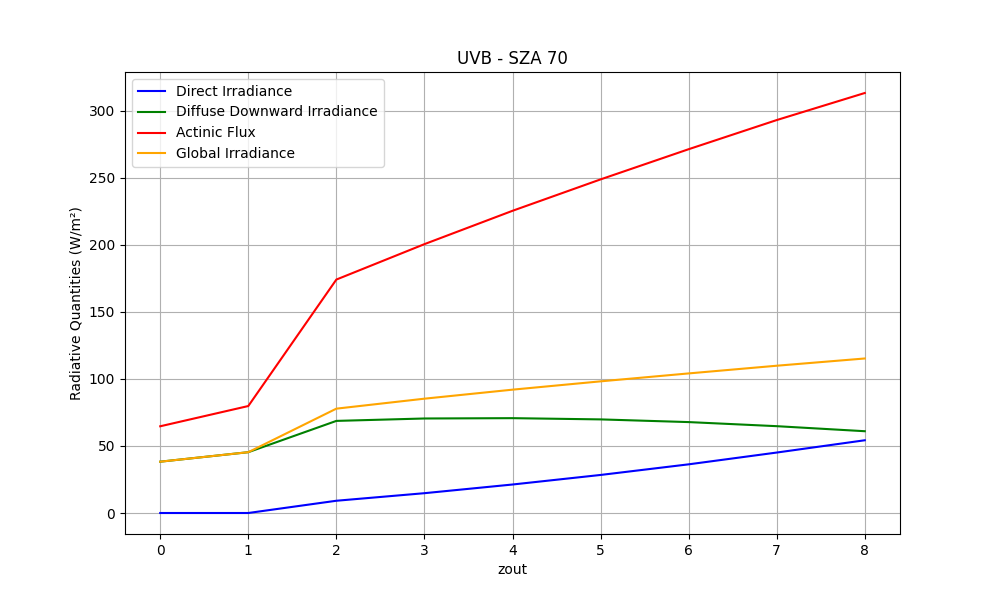 UVB - SZA 70
Direct Irradiance
Diffuse Downward Irradiance
Actinic Flux
Global Irradiance
Radiative Quantities (W/m²)
300
250
200
150
100
50
0
0 1 2 3 4 5 6 7 8
zout